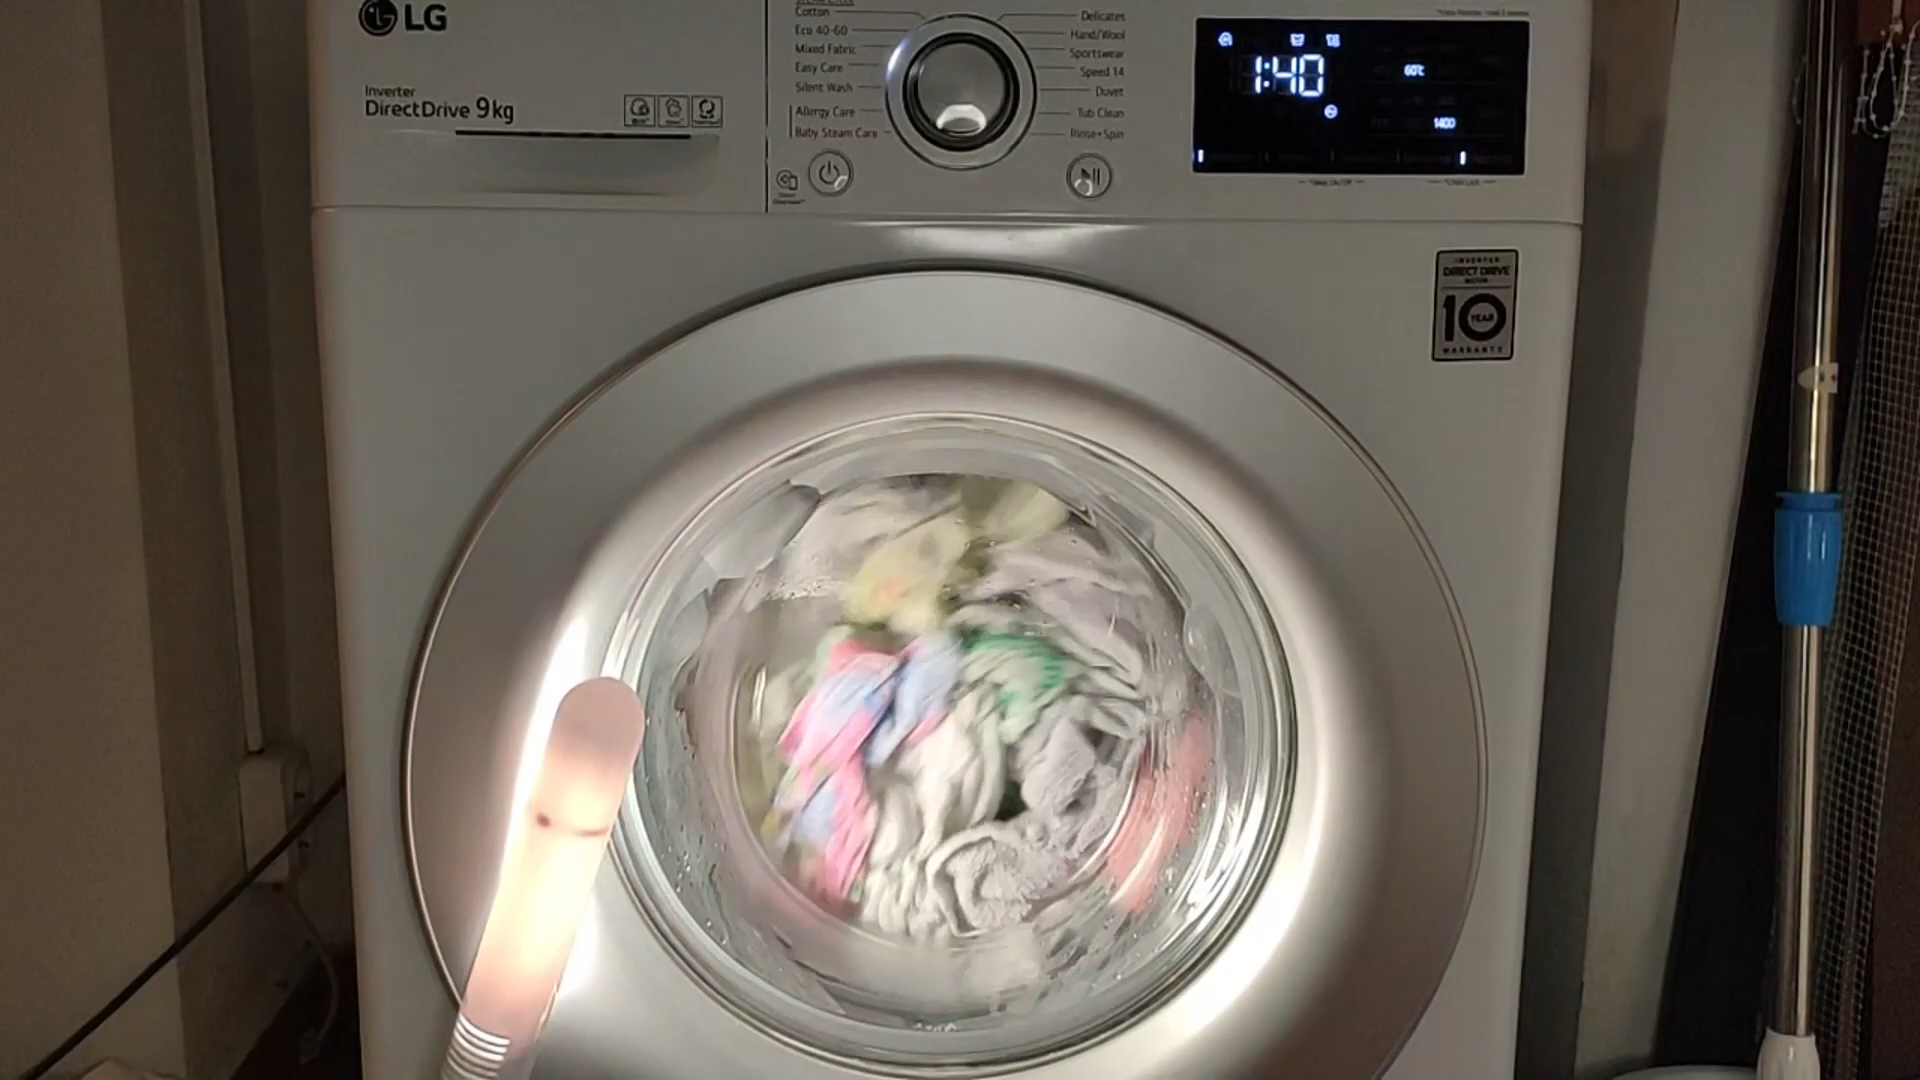 LG
Inverter
DirectDrive 9kg
Cotton
Eco 40-60
Mixed Fabric
Easy Care
Silent Wash
Allergy Care
Baby Steam Care
Delicates
Hand/Wool
Sportswear
Speed 14
Duvet
Tub Clean
Rinse+Spin
1:40
60℃
1400
INVERTER
DIRECT DRIVE
MOTOR
10 YEAR
WARRANTY